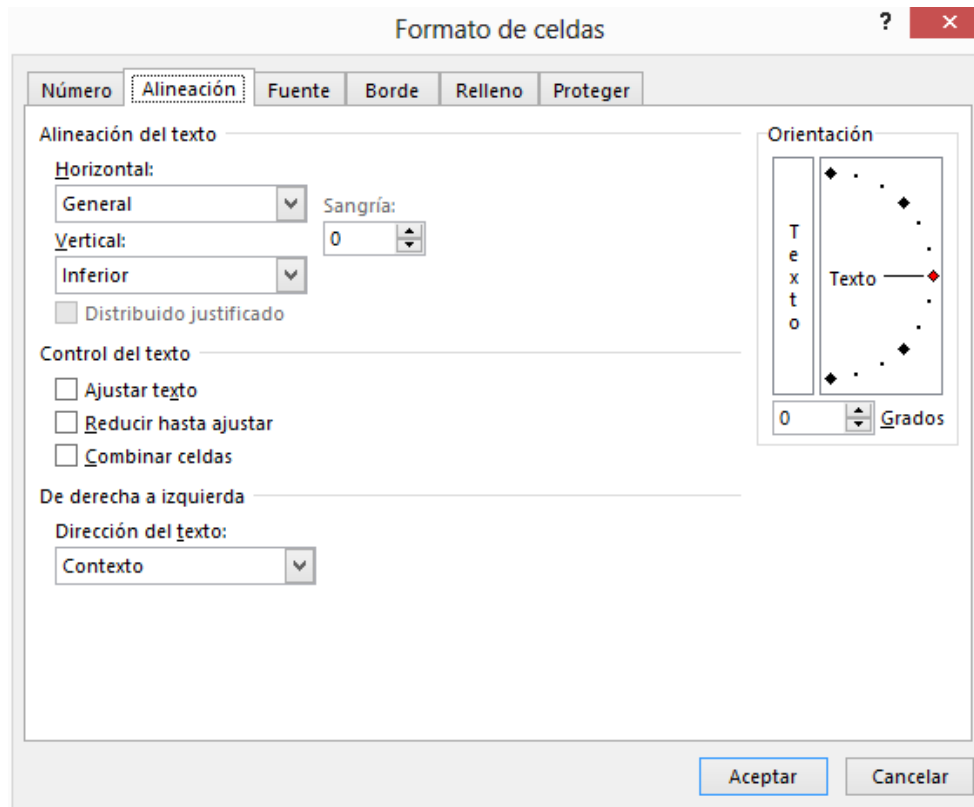 Formato de celdas
?
Número Alineación Fuente Borde Relleno Proteger
Alineación del texto
Horizontal:
General
Sangría:
0
Vertical:
Inferior
Distribuido justificado
Control del texto
Ajustar texto
Reducir hasta ajustar
Combinar celdas
De derecha a izquierda
Dirección del texto:
Contexto
Orientación
Texto
Texto
0 Grados
Aceptar Cancelar